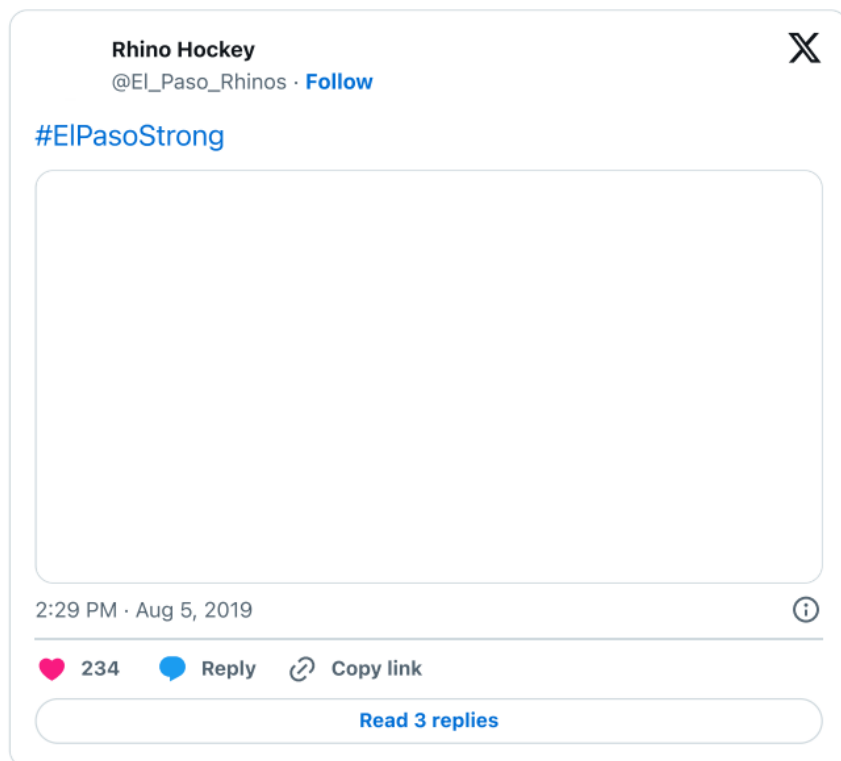 Rhino Hockey
@El_Paso_Rhinos · Follow
#ElPasoStrong
2:29 PM · Aug 5, 2019
234 Reply Copy link
Read 3 replies